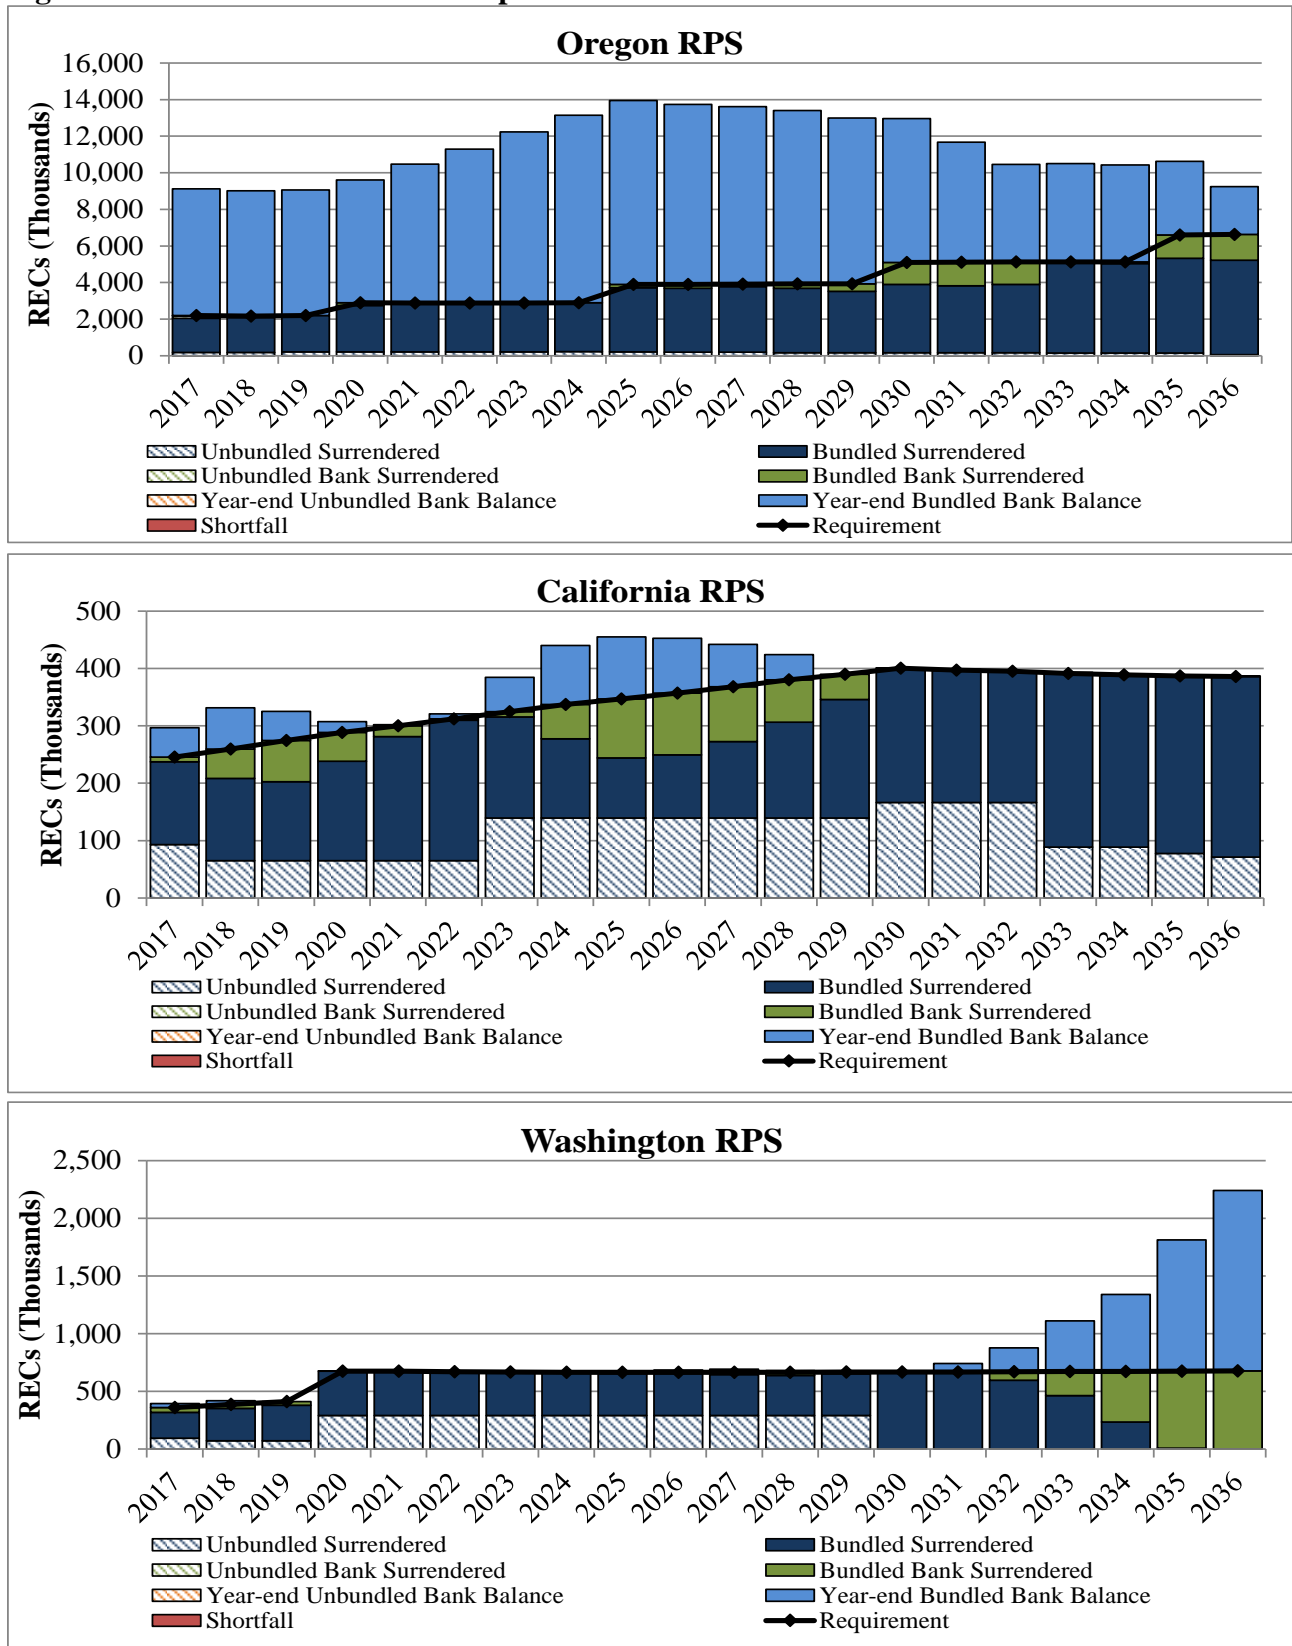 Oregon RPS
RECs (Thousands)
16,000
14,000
12,000
10,000
8,000
6,000
4,000
2,000
0
2017 2018 2019 2020 2021 2022 2023 2024 2025 2026 2027 2028 2029 2030 2031 2032 2033 2034 2035 2036
Unbundled Surrendered Bundled Surrendered
Unbundled Bank Surrendered Bundled Bank Surrendered
Year-end Unbundled Bank Balance Year-end Bundled Bank Balance
Shortfall Requirement
California RPS
RECs (Thousands)
500
400
300
200
100
0
2017 2018 2019 2020 2021 2022 2023 2024 2025 2026 2027 2028 2029 2030 2031 2032 2033 2034 2035 2036
Unbundled Surrendered Bundled Surrendered
Unbundled Bank Surrendered Bundled Bank Surrendered
Year-end Unbundled Bank Balance Year-end Bundled Bank Balance
Shortfall Requirement
Washington RPS
RECs (Thousands)
2,500
2,000
1,500
1,000
500
0
2017 2018 2019 2020 2021 2022 2023 2024 2025 2026 2027 2028 2029 2030 2031 2032 2033 2034 2035 2036
Unbundled Surrendered Bundled Surrendered
Unbundled Bank Surrendered Bundled Bank Surrendered
Year-end Unbundled Bank Balance Year-end Bundled Bank Balance
Shortfall Requirement